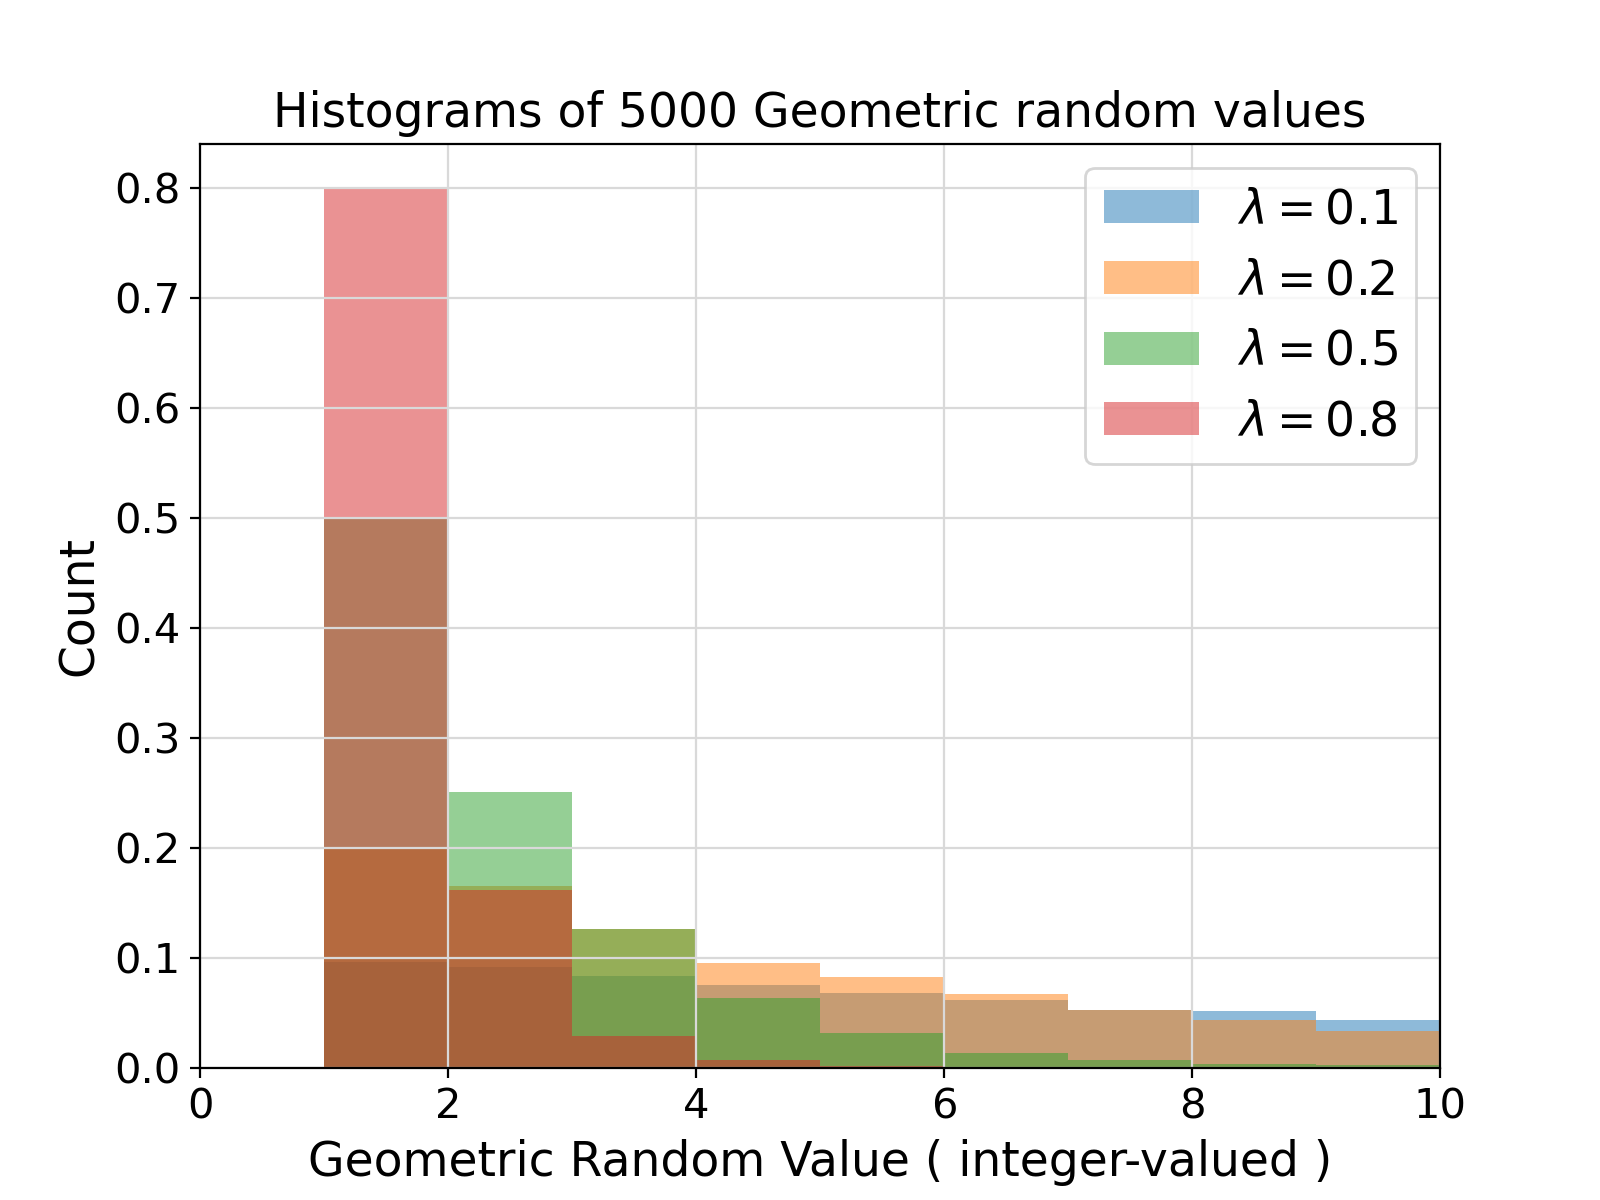 Histograms of 5000 Geometric random values
λ = 0.1
λ = 0.2
λ = 0.5
λ = 0.8
Count
0.8
0.7
0.6
0.5
0.4
0.3
0.2
0.1
0.0
0 2 4 6 8 10
Geometric Random Value ( integer-valued )